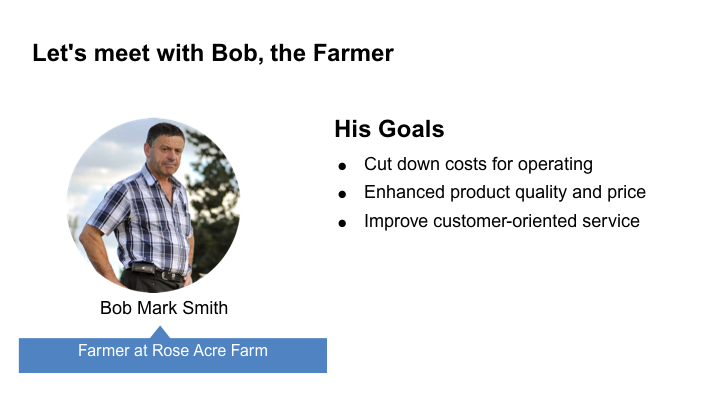 Let's meet with Bob, the Farmer
His Goals
● Cut down costs for operating
● Enhanced product quality and price
● Improve customer-oriented service
Bob Mark Smith
Farmer at Rose Acre Farm